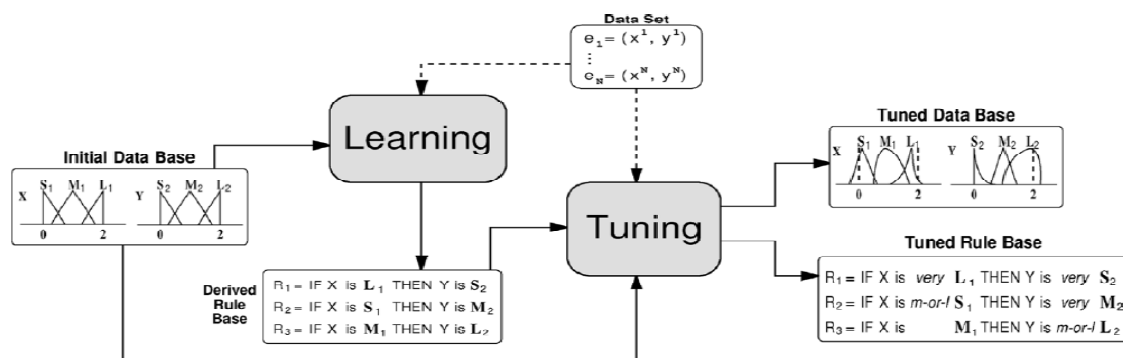 Data Set
e1= (x1, y1)
⋮
eN= (xN, yN)
Learning
Initial Data Base
X S1 M1 L1 Y S2 M2 L2
0 2 0 2
Tuned Data Base
X S1 M1 L1 Y S2 M2 L2
0 2 0 2
Tuning
Derived
Rule
Base
R1= IF X is L1 THEN Y is S2
R2= IF X is S1 THEN Y is M2
R3= IF X is M1 THEN Y is L2
Tuned Rule Base
R1= IF X is very L1 THEN Y is very S2
R2= IF X is m-or-l S1 THEN Y is very M2
R3= IF X is M1 THEN Y is m-or-l L2